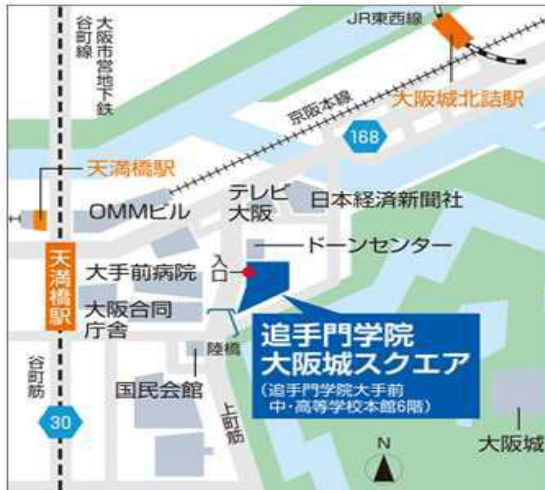 JR東西線
大阪市営地下鉄
谷町線
大阪城北詰駅
京阪本線
168
天満橋駅
OMMビル
テレビ
大阪
日本経済新聞社
ドーンセンター
入口
大手前病院
天満橋駅
大阪合同
庁舎
追手門学院
大阪城スクエア
(追手門学院大手前
中・高等学校本館6階)
陸橋
谷町筋
国民会館
上町筋
30
大阪城
N